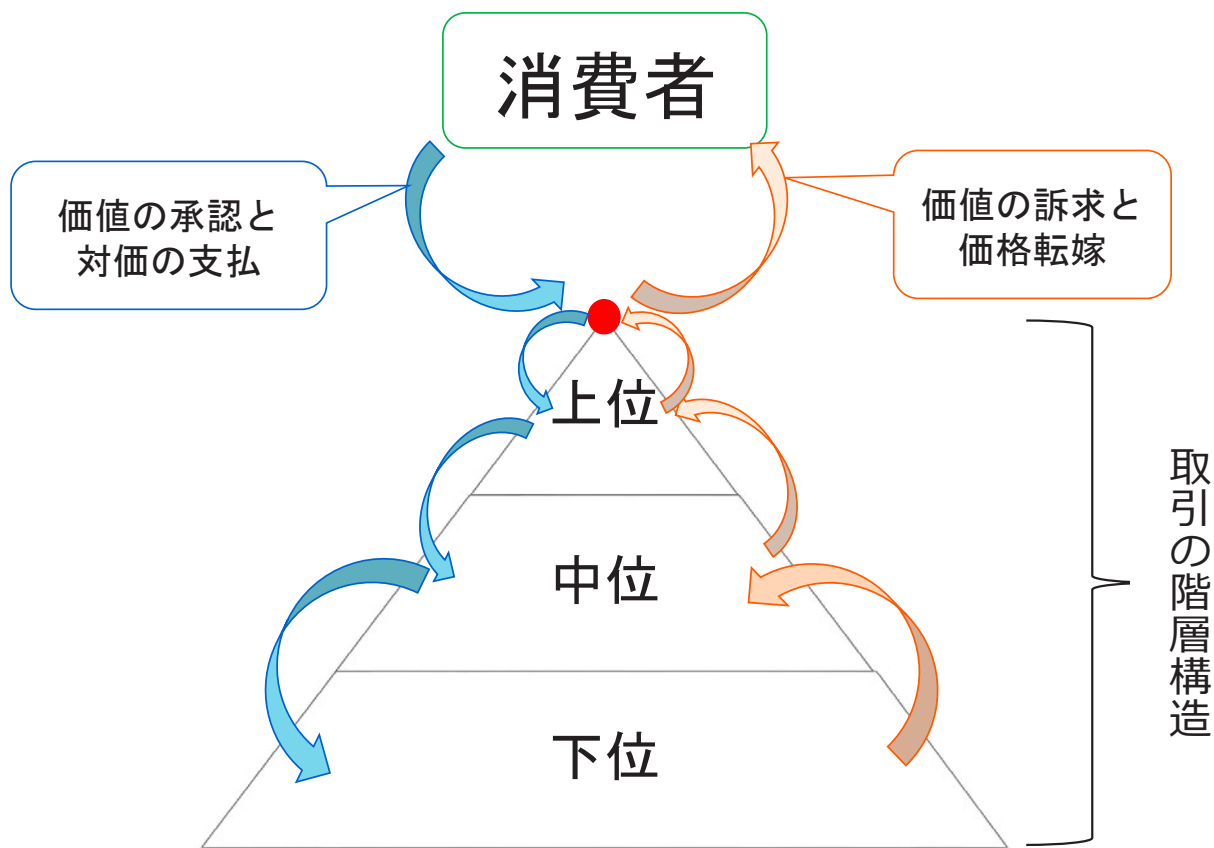 消費者
価値の承認と
対価の支払
価値の訴求と
価格転嫁
上位
中位
下位
取引の階層構造